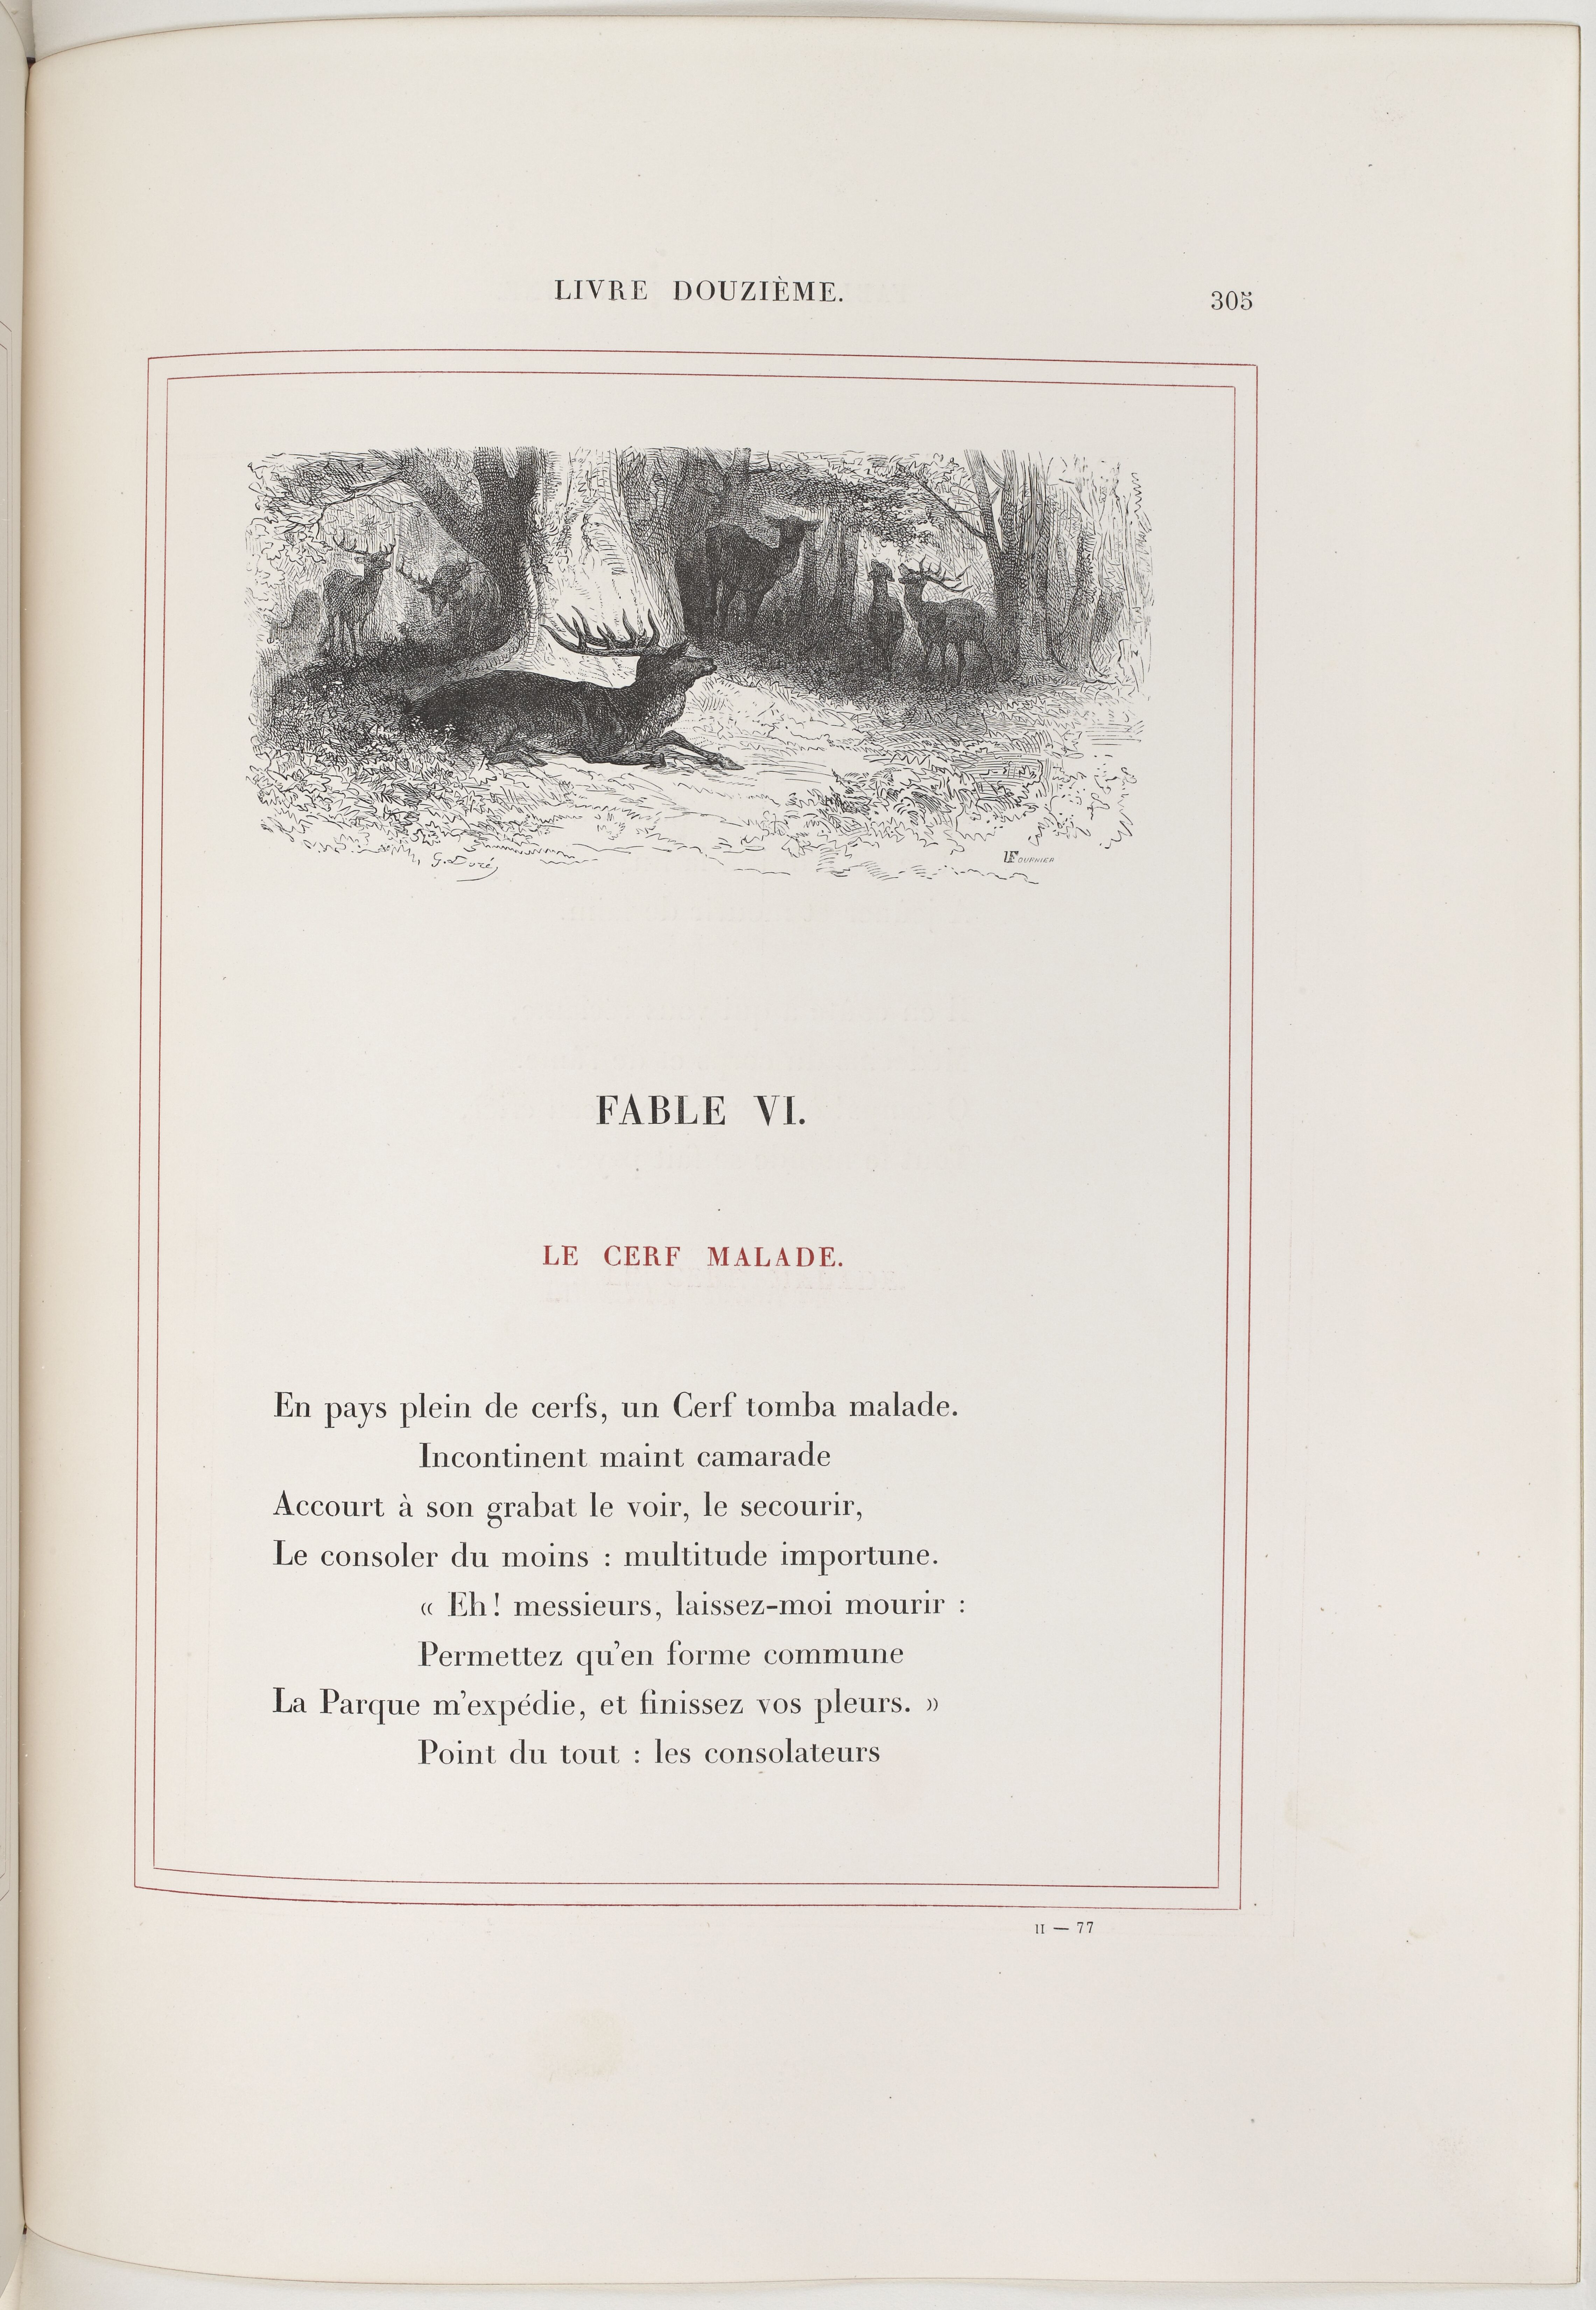 LIVRE DOUZIÈME.
305
G. Doré
FOURNIER
FABLE VI.
LE CERF MALADE.
En pays plein de cerfs, un Cerf tomba malade.
Incontinent maint camarade
Accourt à son grabat le voir, le secourir,
Le consoler du moins : multitude importune.
« Eh! messieurs, laissez-moi mourir :
Permettez qu'en forme commune
La Parque m'expédie, et finissez vos pleurs. »
Point du tout : les consolateurs
II — 77